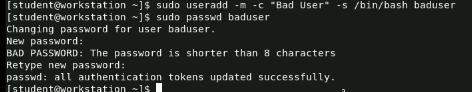 [student@workstation ~]$ sudo useradd -m -c "Bad User" -s /bin/bash baduser
[student@workstation ~]$ sudo passwd baduser
Changing password for user baduser.
New password:
BAD PASSWORD: The password is shorter than 8 characters
Retype new password:
passwd: all authentication tokens updated successfully.
[student@workstation ~]$